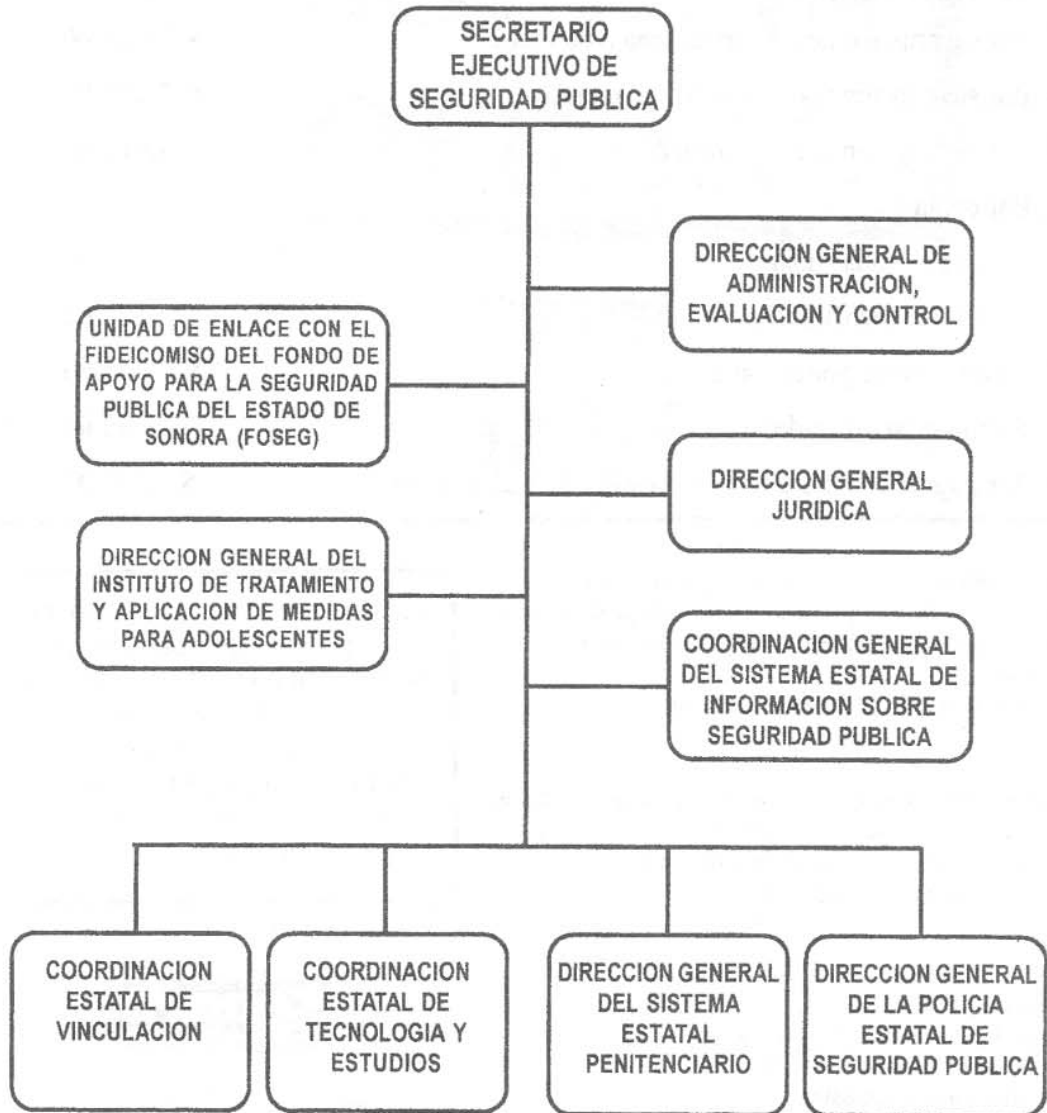 SECRETARIO
EJECUTIVO DE
SEGURIDAD PUBLICA
DIRECCION GENERAL DE
ADMINISTRACION,
EVALUACION Y CONTROL
UNIDAD DE ENLACE CON EL
FIDEICOMISO DEL FONDO DE
APOYO PARA LA SEGURIDAD
PUBLICA DEL ESTADO DE
SONORA (FOSEG)
DIRECCION GENERAL
JURIDICA
DIRECCION GENERAL DEL
INSTITUTO DE TRATAMIENTO
Y APLICACION DE MEDIDAS
PARA ADOLESCENTES
COORDINACION GENERAL
DEL SISTEMA ESTATAL DE
INFORMACION SOBRE
SEGURIDAD PUBLICA
COORDINACION
ESTATAL DE
VINCULACION
COORDINACION
ESTATAL DE
TECNOLOGIA Y
ESTUDIOS
DIRECCION GENERAL
DEL SISTEMA
ESTATAL
PENITENCIARIO
DIRECCION GENERAL
DE LA POLICIA
ESTATAL DE
SEGURIDAD PUBLICA